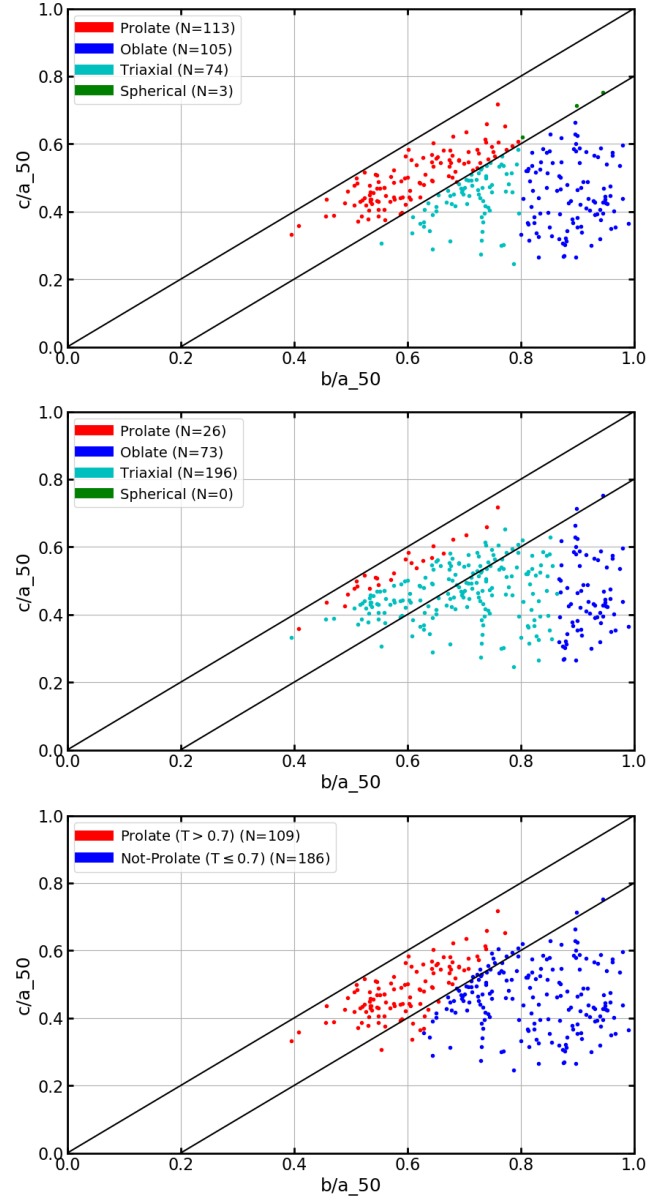 1.0
0.8
0.6
0.4
0.2
0.0
c/a_50
Prolate (N=113)
Oblate (N=105)
Triaxial (N=74)
Spherical (N=3)
0.0 0.2 0.4 0.6 0.8 1.0
b/a_50
1.0
0.8
0.6
0.4
0.2
0.0
c/a_50
Prolate (N=26)
Oblate (N=73)
Triaxial (N=196)
Spherical (N=0)
0.0 0.2 0.4 0.6 0.8 1.0
b/a_50
1.0
0.8
0.6
0.4
0.2
0.0
c/a_50
Prolate (T > 0.7) (N=109)
Not-Prolate (T ≤ 0.7) (N=186)
0.0 0.2 0.4 0.6 0.8 1.0
b/a_50